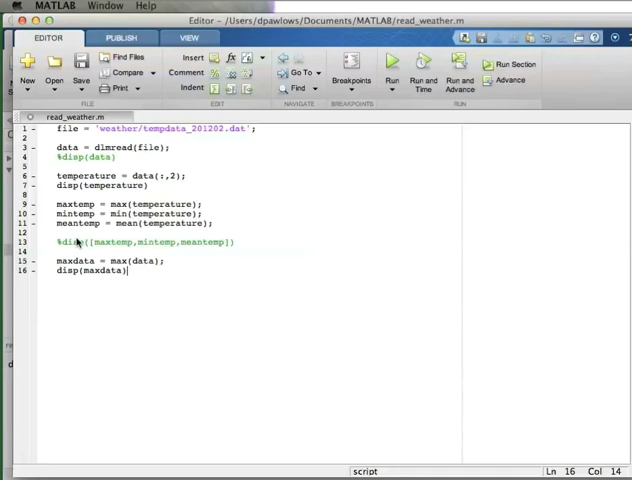 MATLAB Window Help
Editor - /Users/dpawlows/Documents/MATLAB/read_weather.m
EDITOR PUBLISH VIEW
New Open Save Find Files Compare Print Insert Comment Indent Go To Find Breakpoints Run Run and Time Run and Advance Run Section Advance
FILE EDIT NAVIGATE BREAKPOINTS RUN
read_weather.m
1 - file = 'weather/tempdata_201202.dat';
2
3 - data = dlmread(file);
4 %disp(data)
5
6 - temperature = data(:,2);
7 - disp(temperature)
8
9 - maxtemp = max(temperature);
10 - mintemp = min(temperature);
11 - meantemp = mean(temperature);
12
13 %disp([maxtemp,mintemp,meantemp])
14
15 - maxdata = max(data);
16 - disp(maxdata)
script Ln 16 Col 14